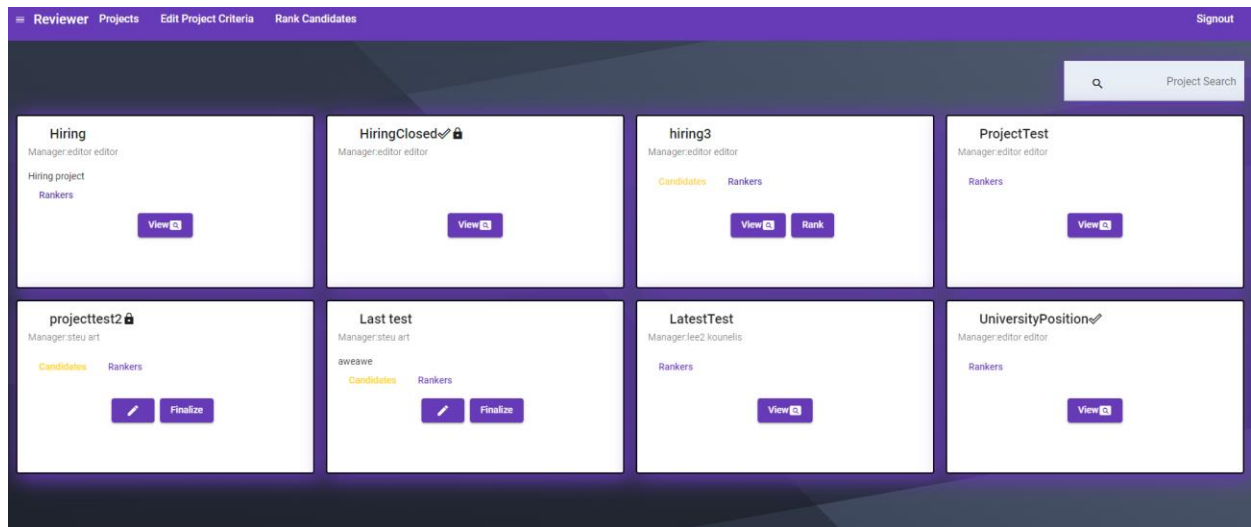 Reviewer Projects Edit Project Criteria Rank Candidates Signout
Project Search
Hiring
Manager:editor editor
Hiring project
Rankers
View
HiringClosed
Manager:editor editor
View
hiring3
Manager:editor editor
Candidates Rankers
View Rank
ProjectTest
Manager:editor editor
Rankers
View
projecttest2
Manager:steu art
Candidates Rankers
Finalize
Last test
Manager:steu art
aweawe
Candidates Rankers
Finalize
LatestTest
Manager:lee2 kounelis
Rankers
View
UniversityPosition
Manager:editor editor
Rankers
View